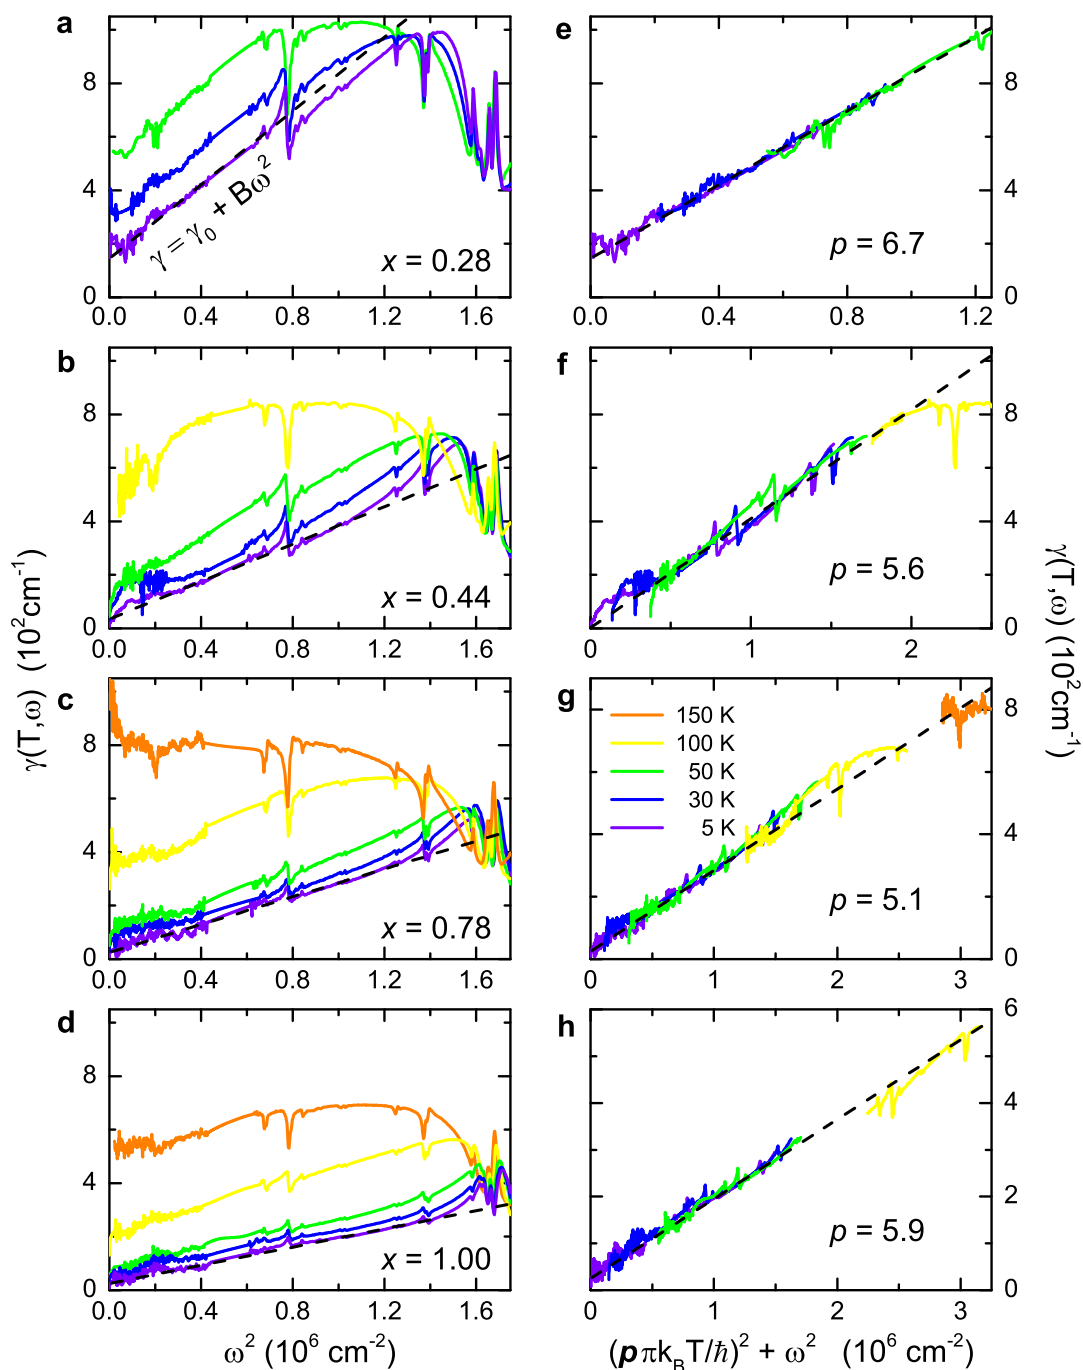 a
8
4
0
γ = γ₀ + Bω²
x = 0.28
0.0 0.4 0.8 1.2 1.6
e
8
4
0
p = 6.7
0.0 0.4 0.8 1.2
b
8
4
0
x = 0.44
0.0 0.4 0.8 1.2 1.6
f
8
4
0
p = 5.6
0 1 2
γ(T,ω) (10²cm⁻¹)
γ(T,ω) (10²cm⁻¹)
c
8
4
0
x = 0.78
0.0 0.4 0.8 1.2 1.6
g
150 K
100 K
50 K
30 K
5 K
8
4
0
p = 5.1
0 1 2 3
d
8
4
0
x = 1.00
0.0 0.4 0.8 1.2 1.6
ω² (10⁶ cm⁻²)
h
6
4
2
0
p = 5.9
0 1 2 3
(pπk_BT/ħ)² + ω² (10⁶ cm⁻²)